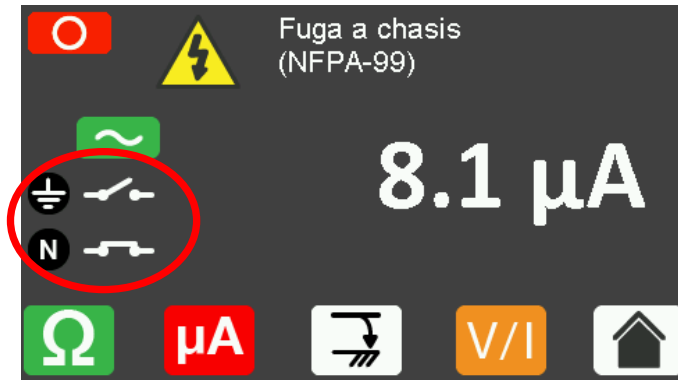 Fuga a chasis
(NFPA-99)
8.1 µA
N
Ω
µA
V/I